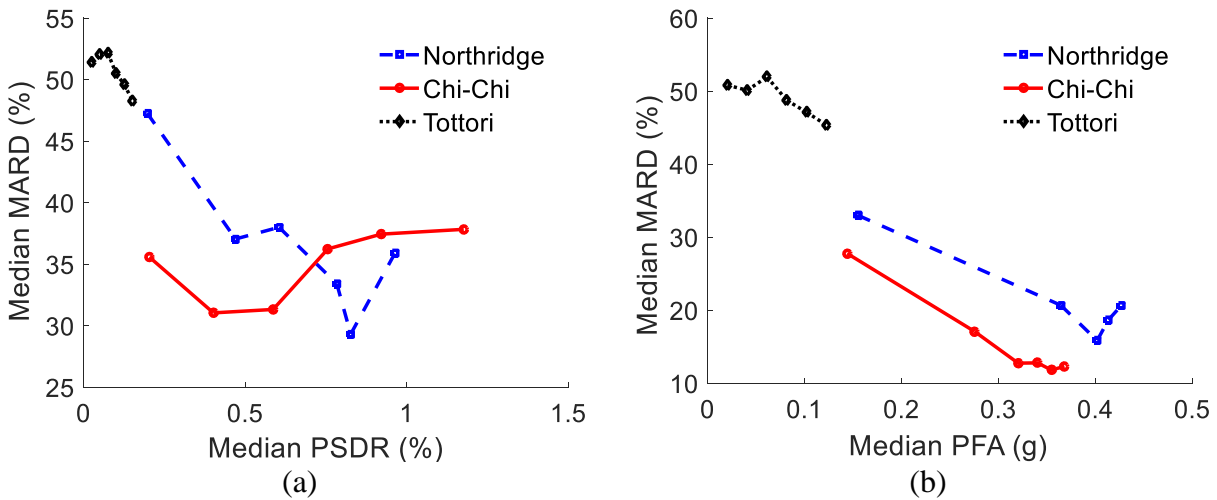 55
50
45
40
35
30
25
Median MARD (%)
Northridge
Chi-Chi
Tottori
0
0.5
1
1.5
Median PSDR (%)
(a)
60
50
40
30
20
10
Median MARD (%)
Northridge
Chi-Chi
Tottori
0
0.1
0.2
0.3
0.4
0.5
Median PFA (g)
(b)